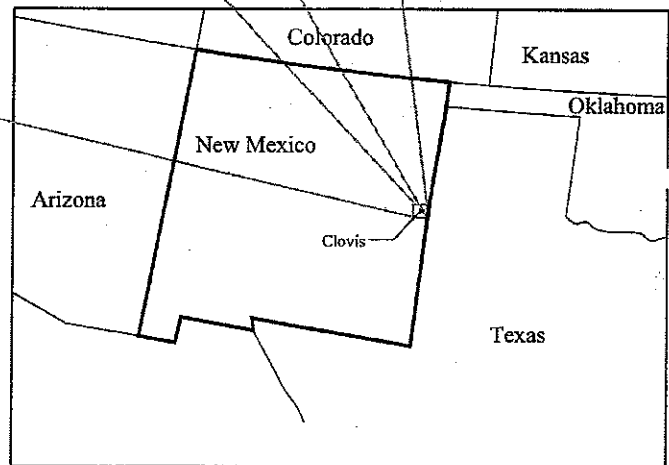 Colorado
Kansas
Oklahoma
New Mexico
Arizona
Clovis
Texas